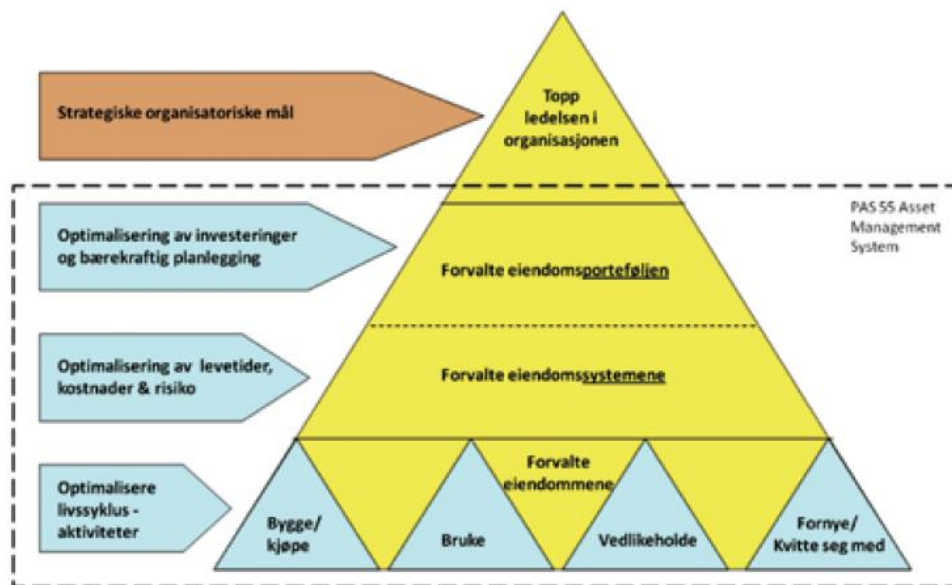 Topp
ledelsen i
organisasjonen
Strategiske organisatoriske mål
PAS 55 Asset
Management
System
Optimalisering av investeringer
og bærekraftig planlegging
Forvalte eiendomsporteføljen
Optimalisering av levetider,
kostnader & risiko
Forvalte eiendomssystemene
Optimalisere
livssyklus -
aktiviteter
Forvalte
eiendommene
Bygge/
kjøpe
Bruke
Vedlikeholde
Fornye/
Kvitte seg med